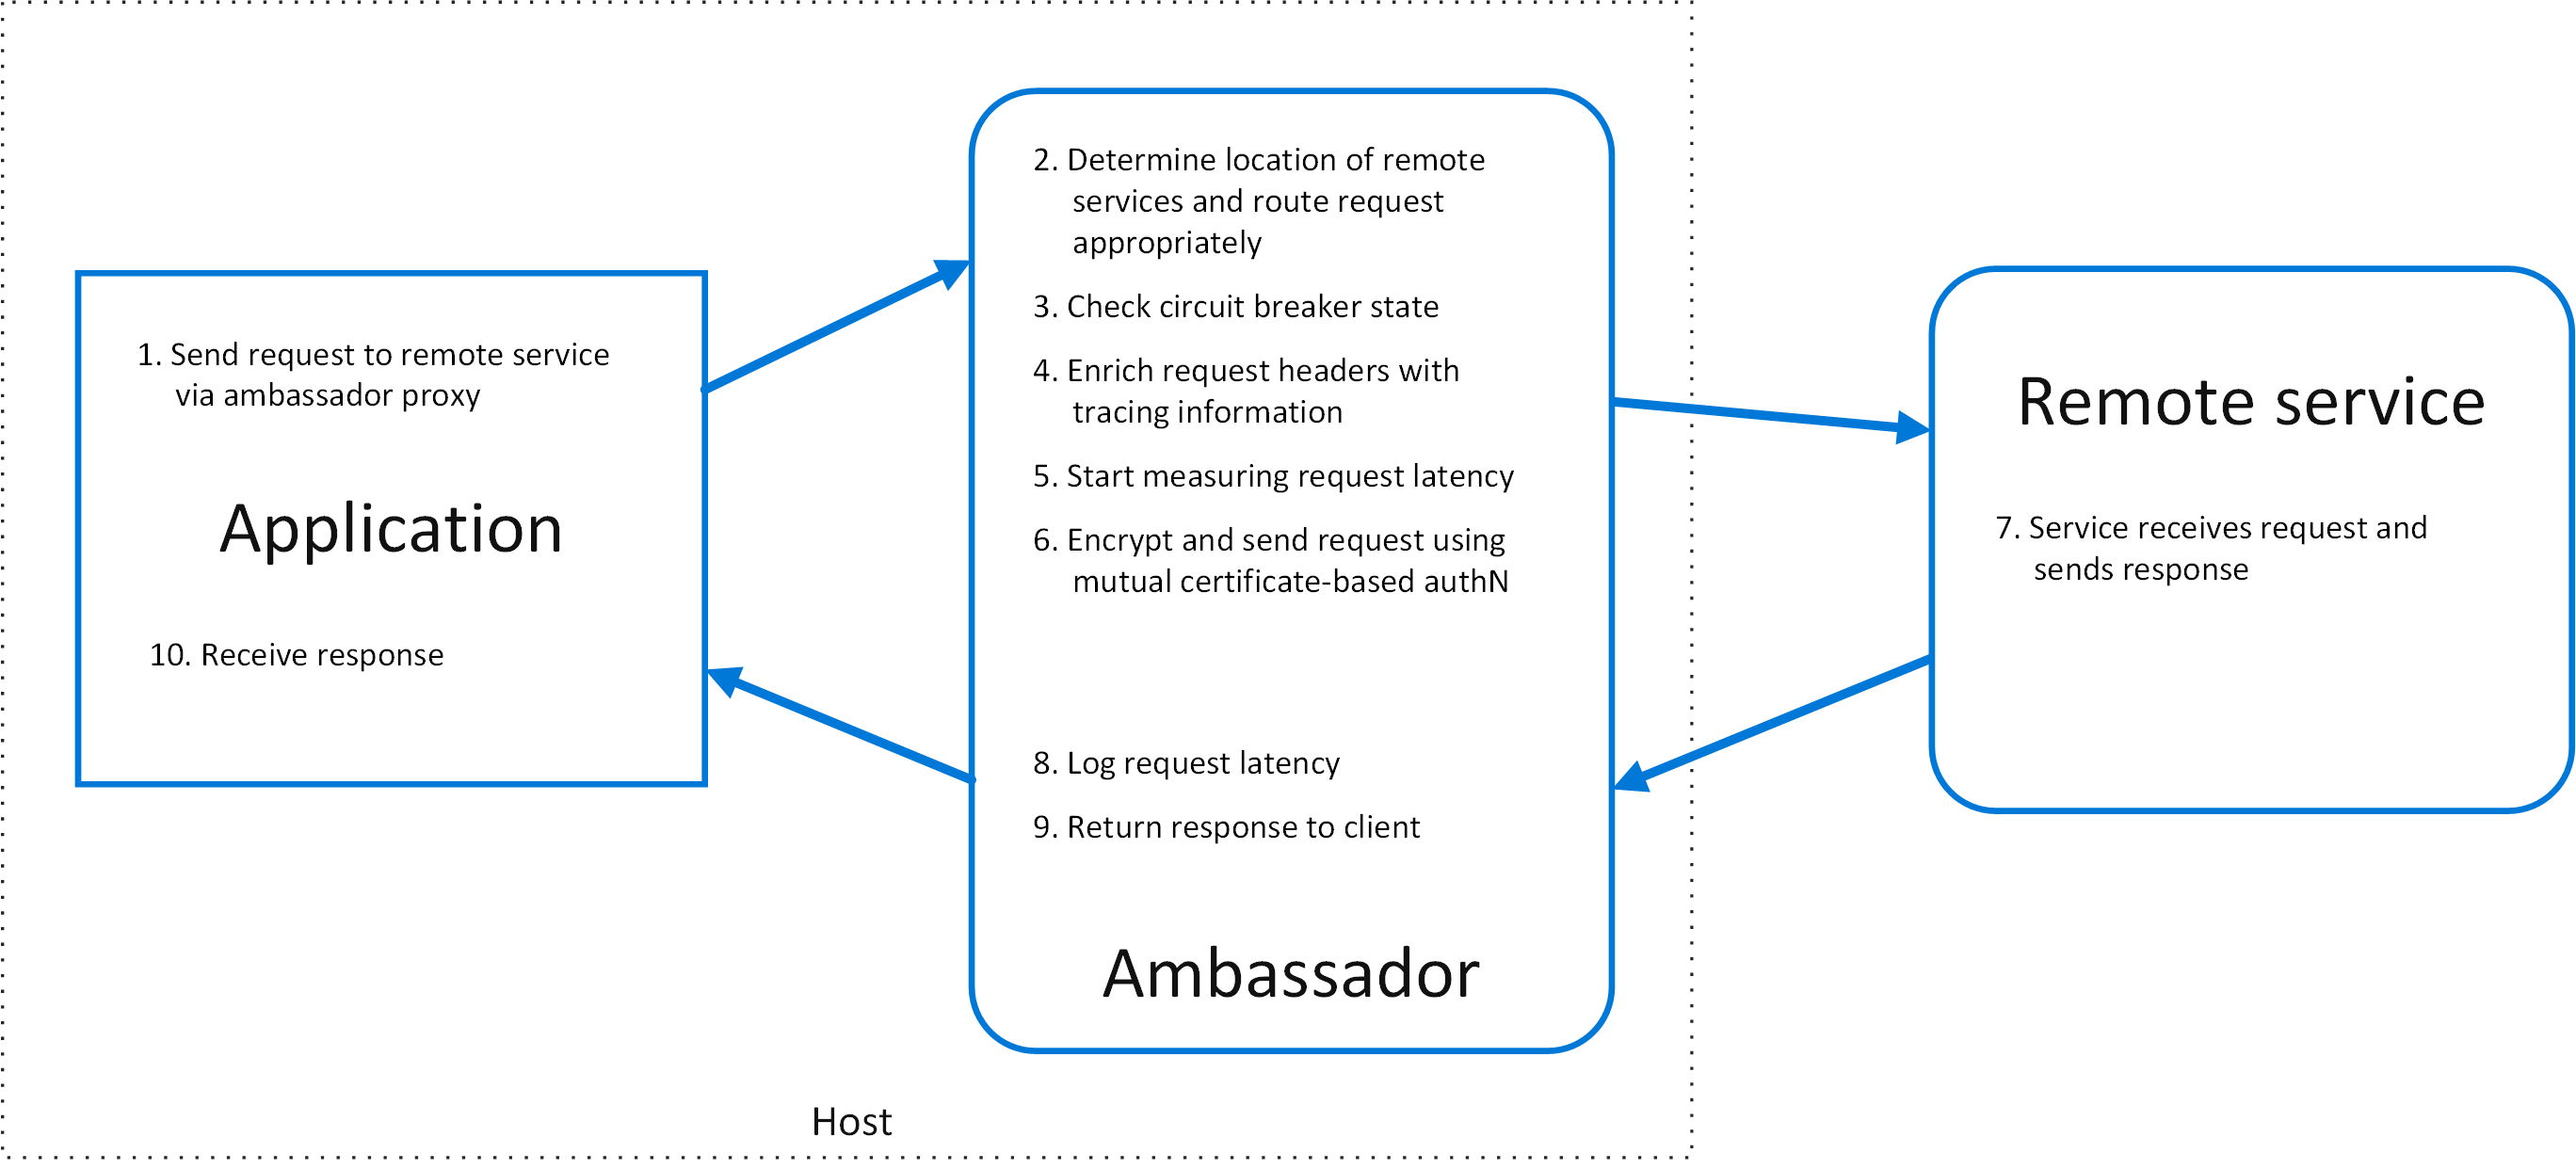 1. Send request to remote service
via ambassador proxy
Application
10. Receive response
2. Determine location of remote
services and route request
appropriately
3. Check circuit breaker state
4. Enrich request headers with
tracing information
5. Start measuring request latency
6. Encrypt and send request using
mutual certificate-based authN
8. Log request latency
9. Return response to client
Ambassador
Remote service
7. Service receives request and
sends response
Host